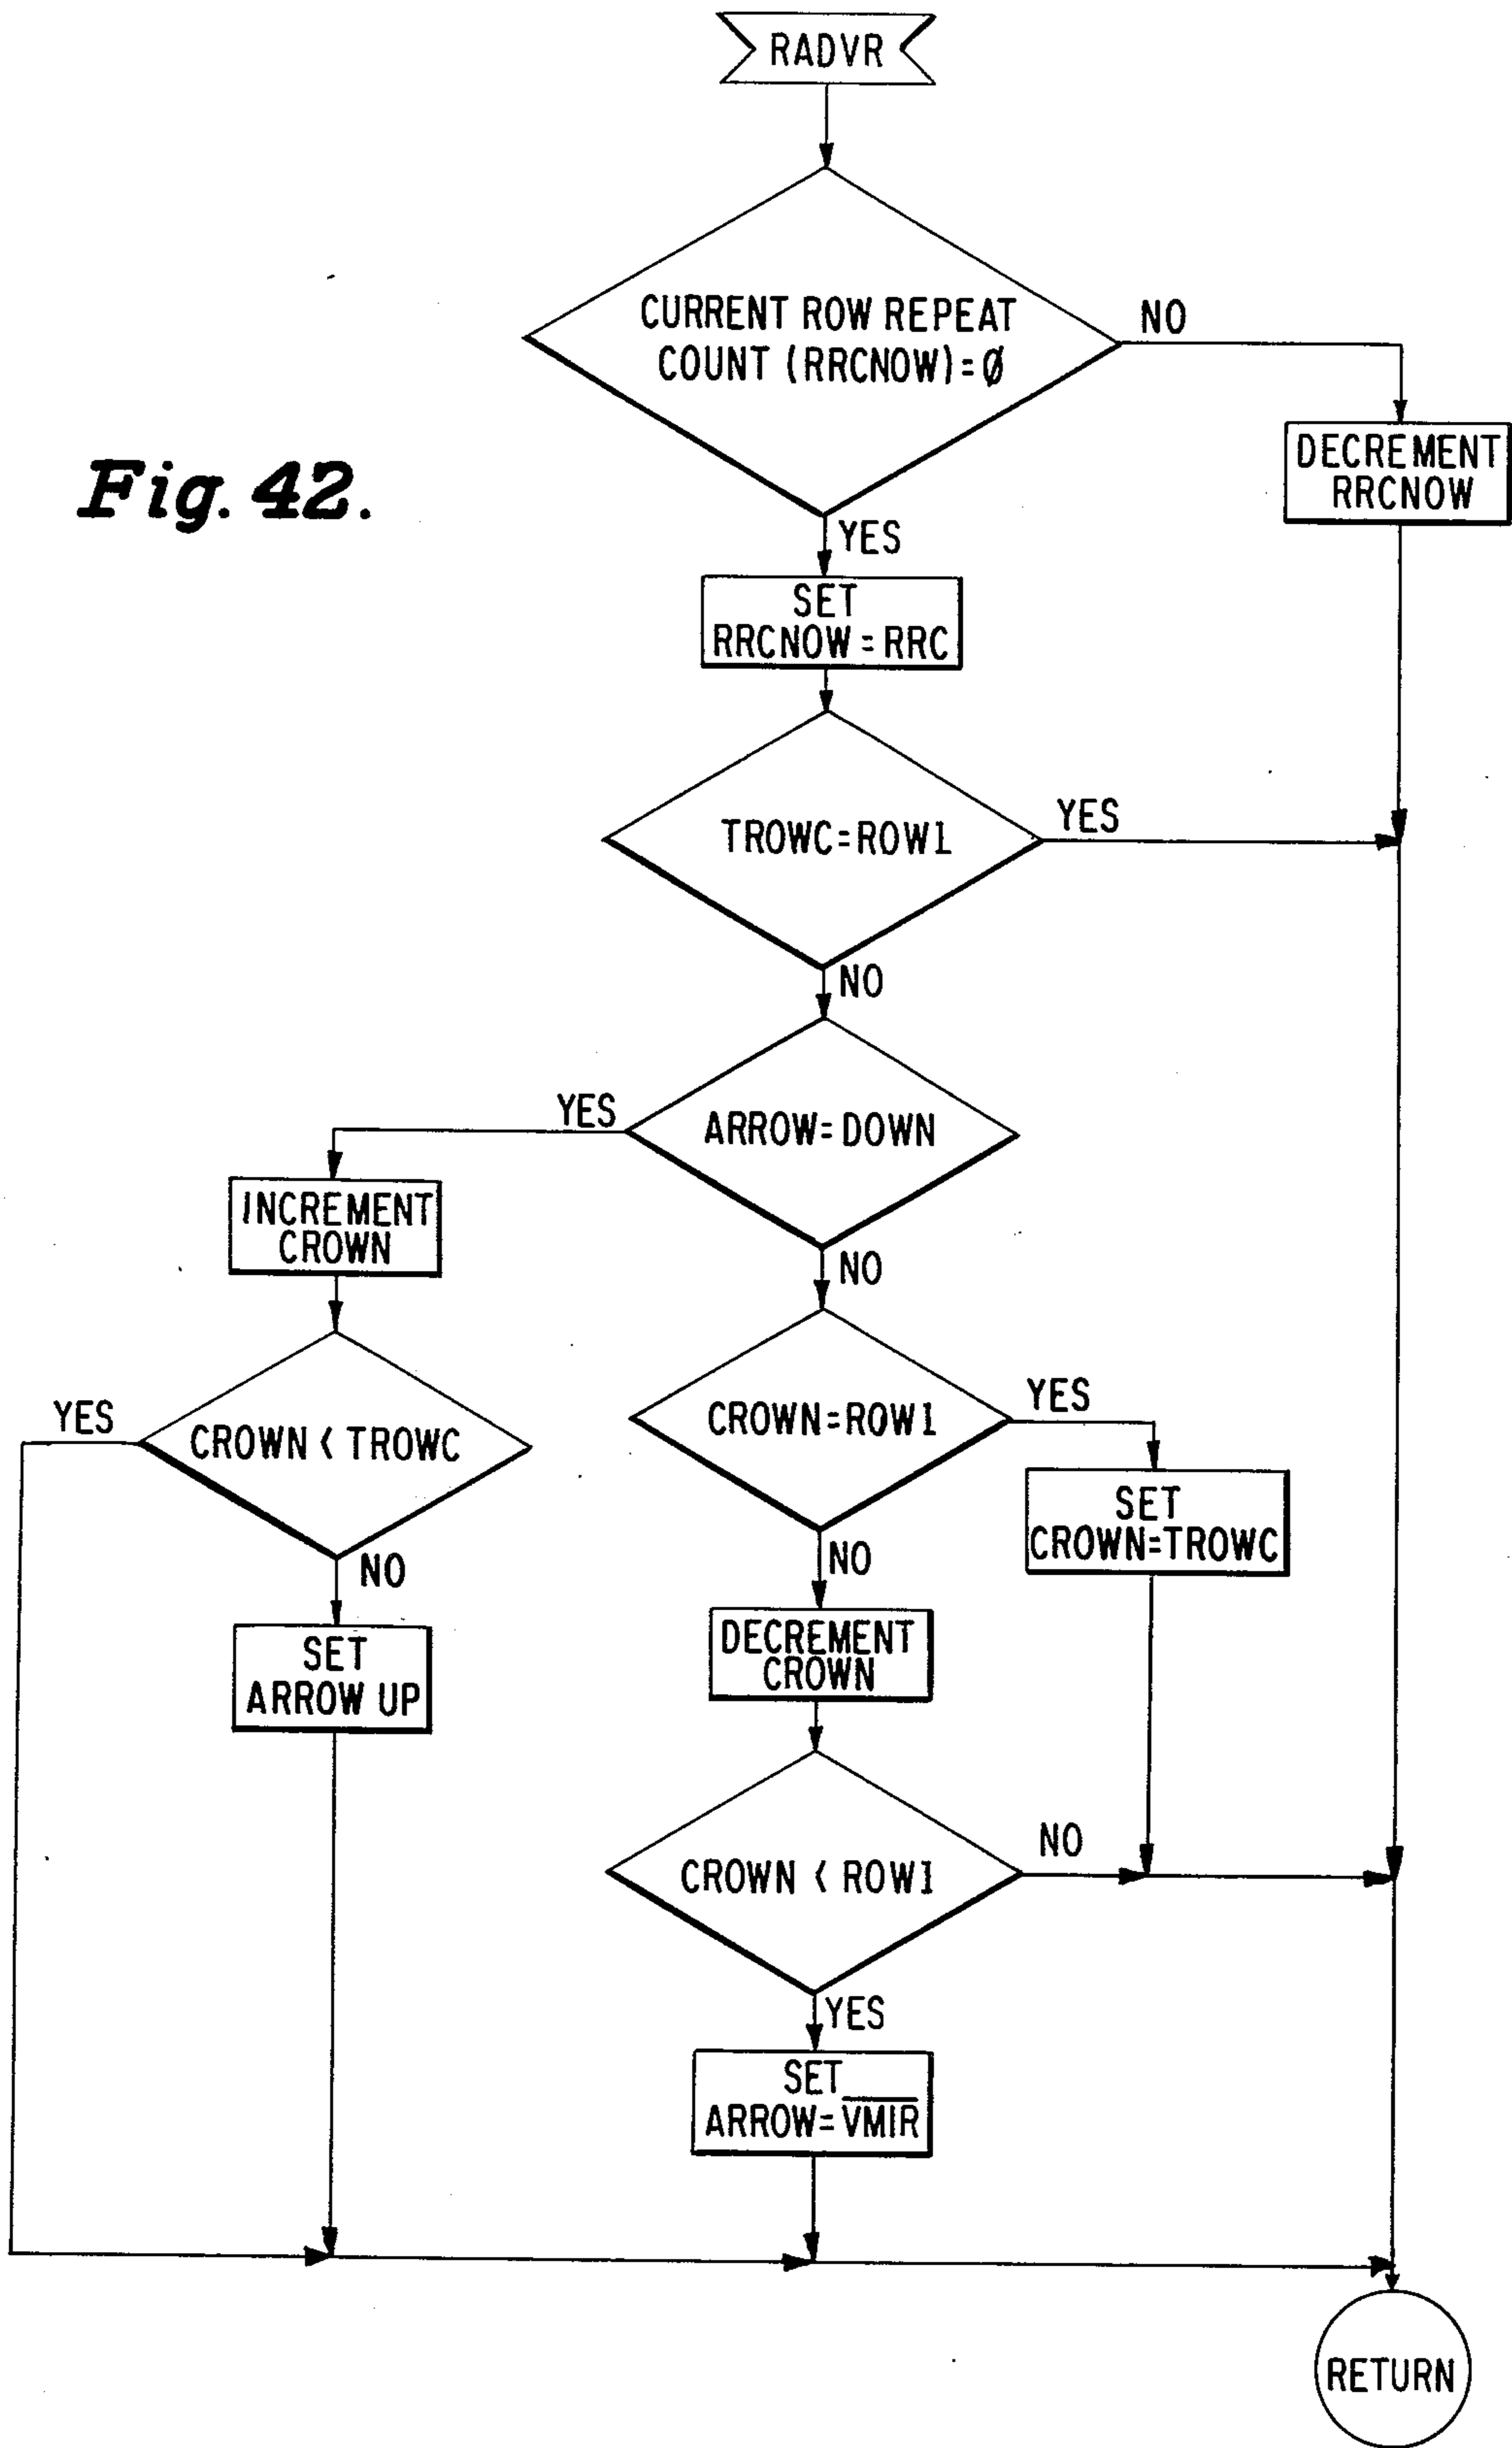 RADVR
CURRENT ROW REPEAT
COUNT (RRCNOW)=Ø
NO
DECREMENT
RRCNOW
Fig. 42.
YES
SET
RRCNOW=RRC
TROWC=ROW1
YES
NO
ARROW=DOWN
YES
INCREMENT
CROWN
NO
CROWN=ROW1
YES
CROWN < TROWC
YES
SET
CROWN=TROWC
NO
NO
DECREMENT
CROWN
SET
ARROW UP
CROWN < ROW1
NO
YES
SET
ARROW=V̅M̅I̅R̅
RETURN